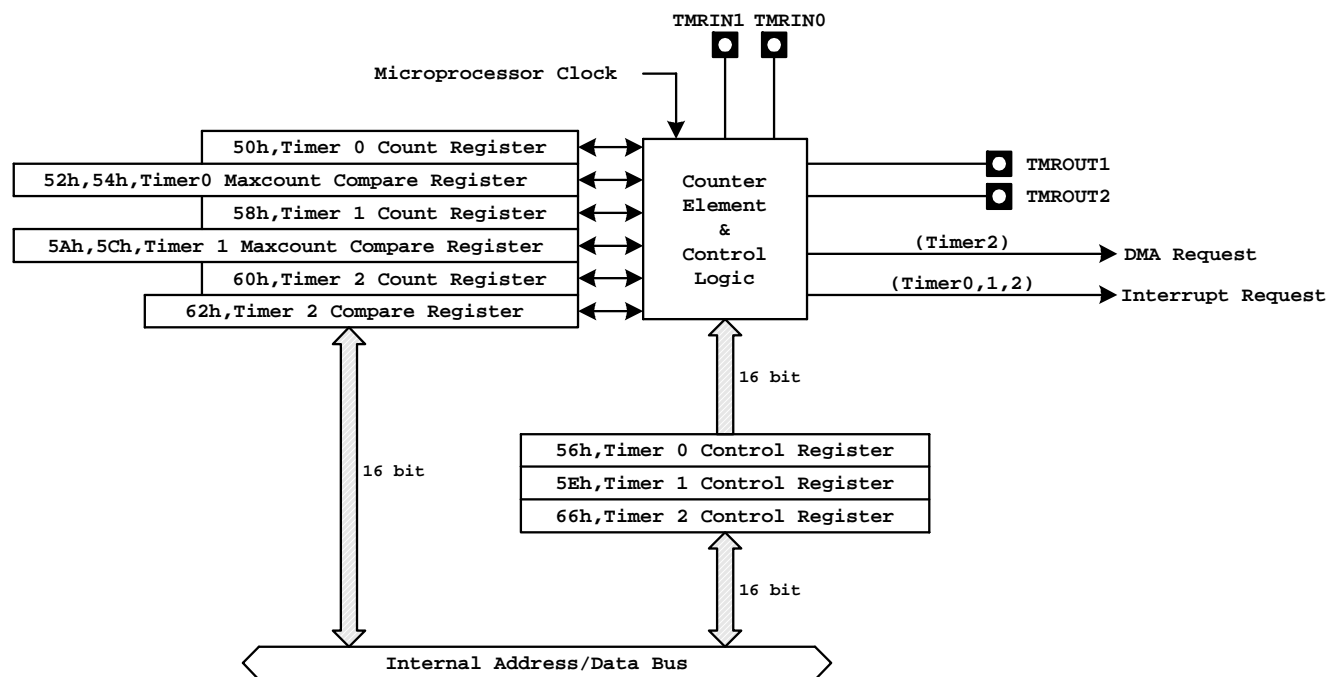 TMRIN1 TMRIN0
Microprocessor Clock
50h,Timer 0 Count Register
52h,54h,Timer0 Maxcount Compare Register
58h,Timer 1 Count Register
5Ah,5Ch,Timer 1 Maxcount Compare Register
60h,Timer 2 Count Register
62h,Timer 2 Compare Register
Counter
Element
&
Control
Logic
TMROUT1
TMROUT2
(Timer2)
DMA Request
(Timer0,1,2)
Interrupt Request
16 bit
56h,Timer 0 Control Register
5Eh,Timer 1 Control Register
66h,Timer 2 Control Register
16 bit
16 bit
Internal Address/Data Bus